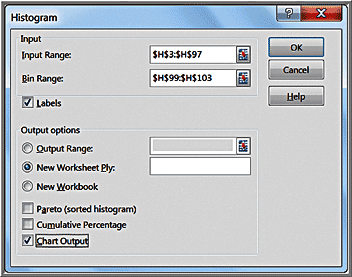 Histogram
Input
Input Range:
$H$3:$H$97
Bin Range:
$H$99:$H$103
Labels
OK
Cancel
Help
Output options
Output Range:
New Worksheet Ply:
New Workbook
Pareto (sorted histogram)
Cumulative Percentage
Chart Output